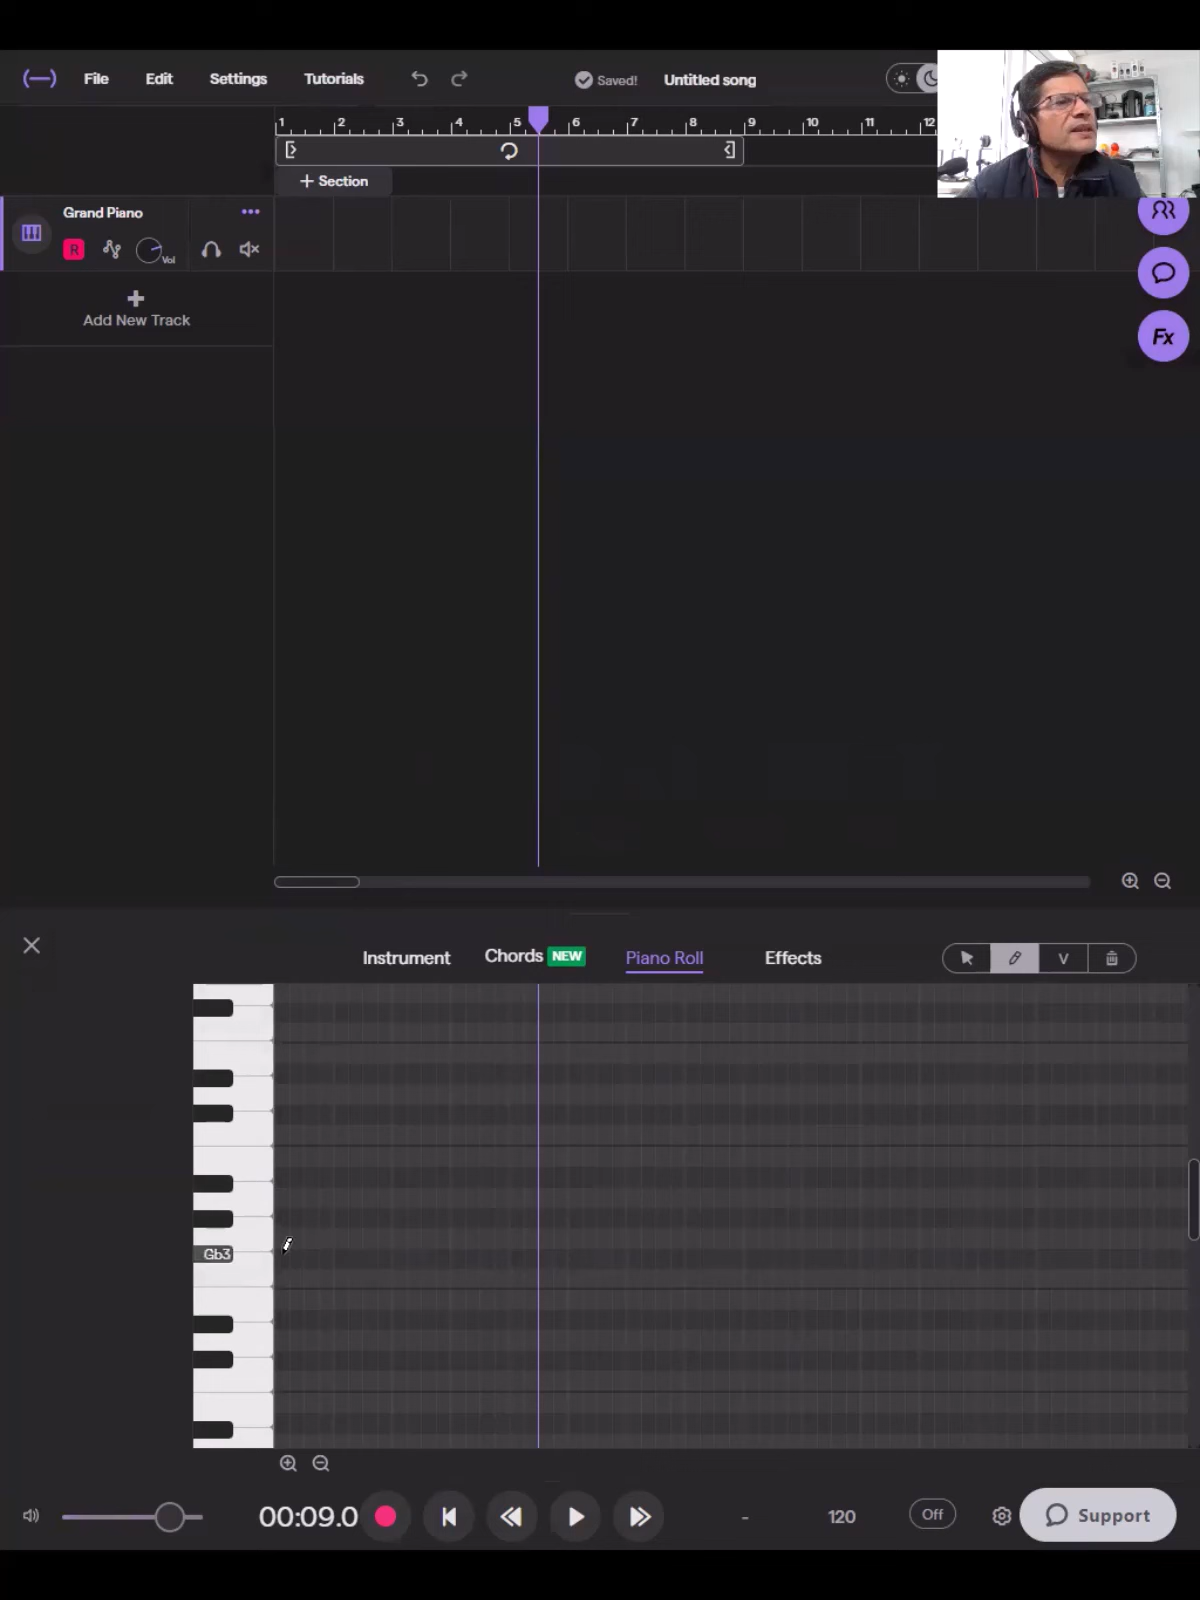 File Edit Settings Tutorials Saved! Untitled song
1 2 3 4 5 6 7 8 9 10 11 12
+ Section
Grand Piano
R Vol
Add New Track
Fx
Instrument Chords NEW Piano Roll Effects V
Gb3
00:09.0 - 120 Off Support